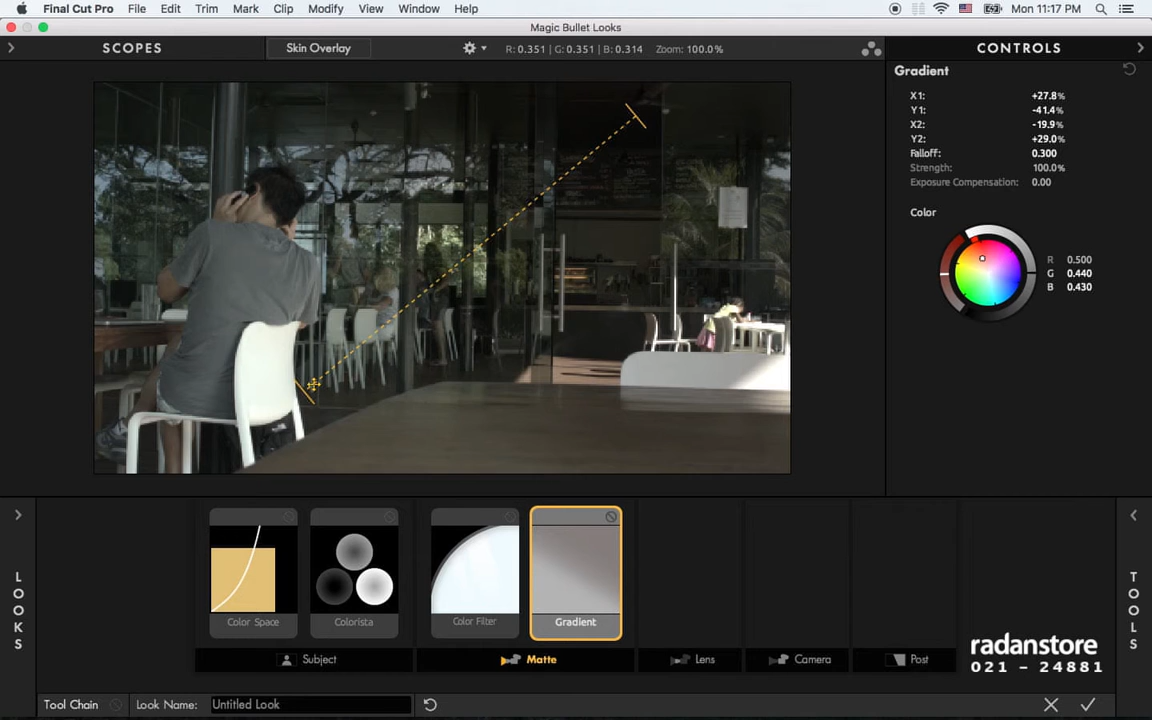 Final Cut Pro File Edit Trim Mark Clip Modify View Window Help Mon 11:17 PM
Magic Bullet Looks
SCOPES Skin Overlay R: 0.351 | G: 0.351 | B: 0.314 Zoom: 100.0% CONTROLS
Gradient
X1: +27.8%
Y1: -41.4%
X2: -19.9%
Y2: +29.0%
Falloff: 0.300
Strength: 100.0%
Exposure Compensation: 0.00
Color
R 0.500
G 0.440
B 0.430
LOOKS
Color Space Colorista Color Filter Gradient
Subject Matte Lens Camera Post
TOOLS
radanstore
021 - 24881
Tool Chain Look Name: Untitled Look